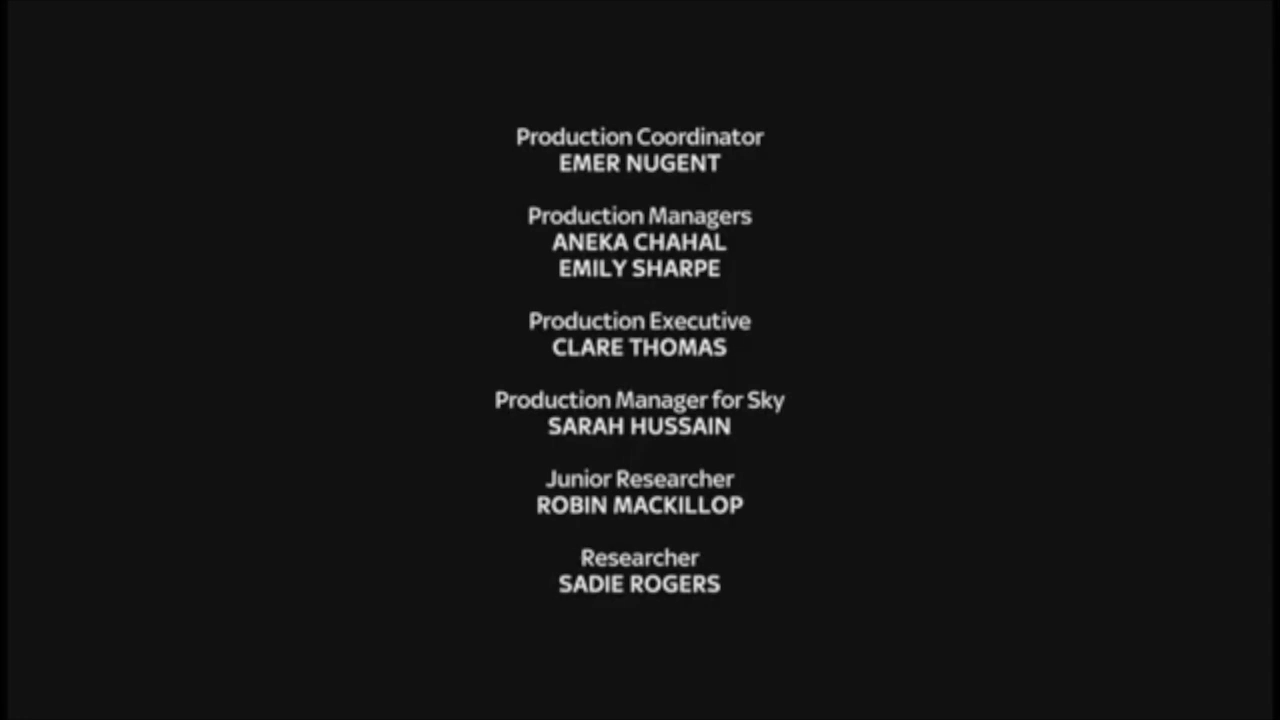 Production Coordinator
EMER NUGENT
Production Managers
ANEKA CHAHAL
EMILY SHARPE
Production Executive
CLARE THOMAS
Production Manager for Sky
SARAH HUSSAIN
Junior Researcher
ROBIN MACKILLOP
Researcher
SADIE ROGERS